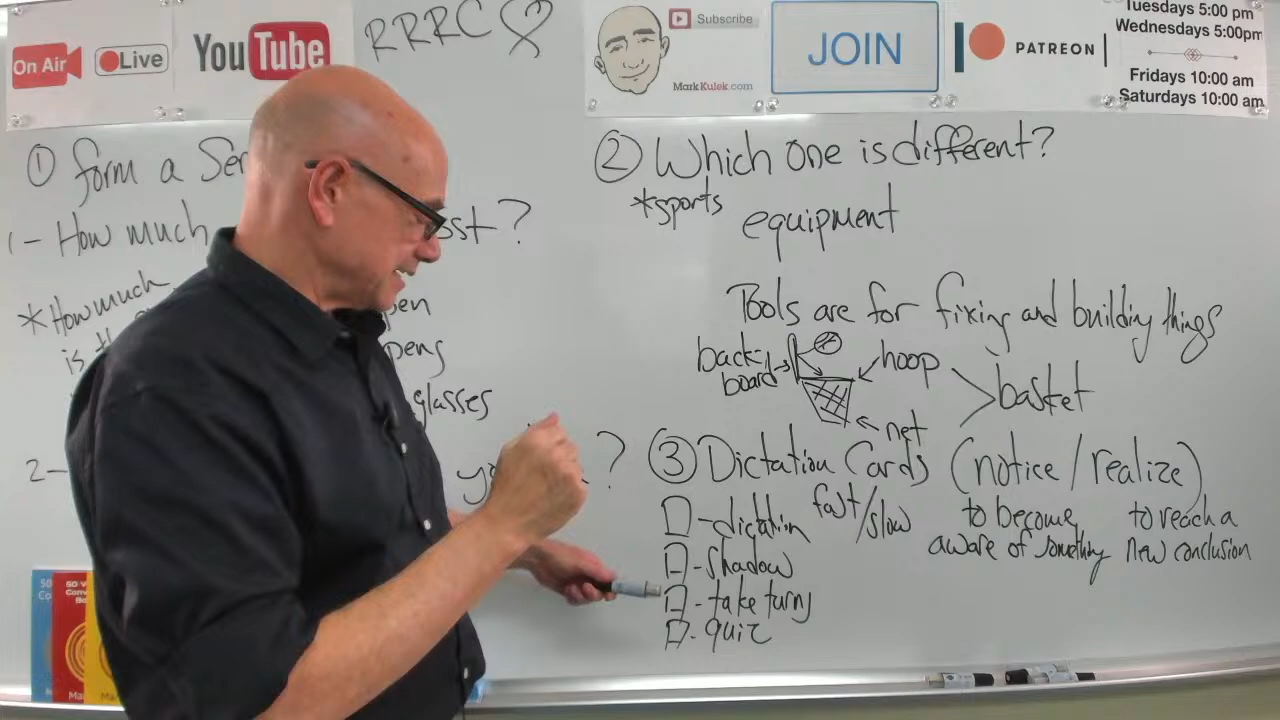 On Air
Live
YouTube
RRRC
Subscribe
MarkKulek.com
JOIN
PATREON
Tuesdays 5:00 pm
Wednesdays 5:00pm
Fridays 10:00 am
Saturdays 10:00 am
① form a Sen
1- How much
?
*How much
is
pens
glasses
2-
?
② Which one is different?
*sports
equipment
Tools are for fixing and building things
back-
board
hoop
net
basket
③ Dictation Cards (notice / realize)
- dictation fast/slow
- shadow
- take turns
- quiz
to become
aware of something
to reach a
new conclusion